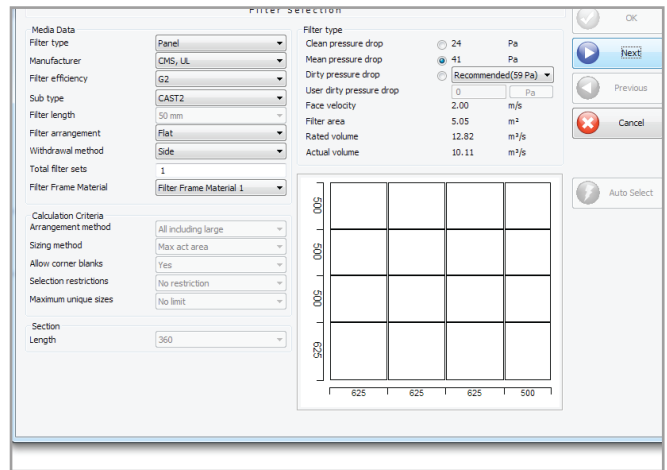 Filter Selection
Media Data
Filter type Panel
Manufacturer CMS, UL
Filter efficiency G2
Sub type CAST2
Filter length 50 mm
Filter arrangement Flat
Withdrawal method Side
Total filter sets 1
Filter Frame Material Filter Frame Material 1
Calculation Criteria
Arrangement method All including large
Sizing method Max act area
Allow corner blanks Yes
Selection restrictions No restriction
Maximum unique sizes No limit
Section
Length 360
Filter type
Clean pressure drop 24 Pa
Mean pressure drop 41 Pa
Dirty pressure drop Recommended(59 Pa)
User dirty pressure drop 0 Pa
Face velocity 2.00 m/s
Filter area 5.05 m²
Rated volume 12.82 m³/s
Actual volume 10.11 m³/s
500
500
500
625
625 625 625 500
OK
Next
Previous
Cancel
Auto Select